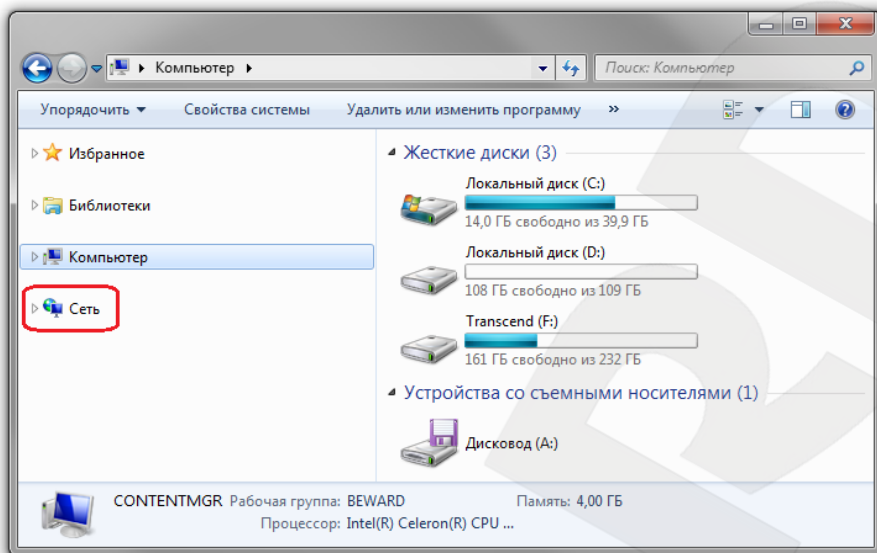 Компьютер
Поиск: Компьютер
Упорядочить Свойства системы Удалить или изменить программу »
Избранное
Библиотеки
Компьютер
Сеть
Жесткие диски (3)
Локальный диск (C:)
14,0 ГБ свободно из 39,9 ГБ
Локальный диск (D:)
108 ГБ свободно из 109 ГБ
Transcend (F:)
161 ГБ свободно из 232 ГБ
Устройства со съемными носителями (1)
Дисковод (A:)
CONTENTMGR Рабочая группа: BEWARD Память: 4,00 ГБ
Процессор: Intel(R) Celeron(R) CPU ...